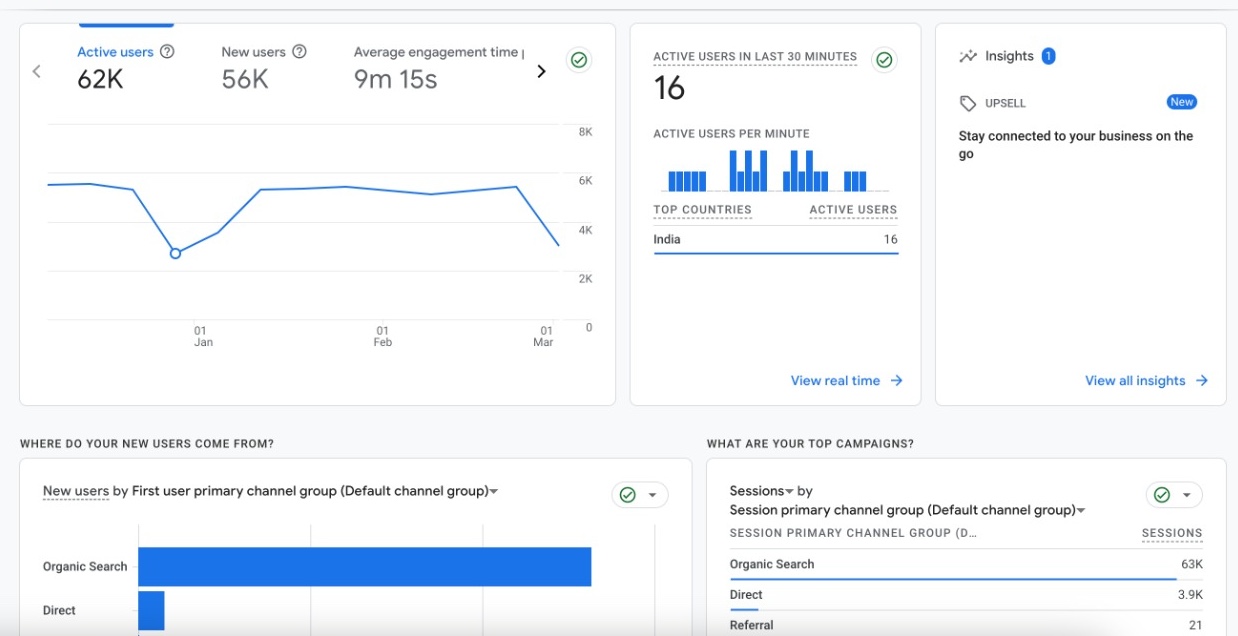 Active users
62K
New users
56K
Average engagement time
9m 15s
8K
6K
4K
2K
0
01
Jan
01
Feb
01
Mar
ACTIVE USERS IN LAST 30 MINUTES
16
ACTIVE USERS PER MINUTE
TOP COUNTRIES ACTIVE USERS
India 16
View real time
Insights 1
UPSELL New
Stay connected to your business on the
go
View all insights
WHERE DO YOUR NEW USERS COME FROM?
New users by First user primary channel group (Default channel group)
Organic Search
Direct
WHAT ARE YOUR TOP CAMPAIGNS?
Sessions by
Session primary channel group (Default channel group)
SESSION PRIMARY CHANNEL GROUP (D... SESSIONS
Organic Search 63K
Direct 3.9K
Referral 21